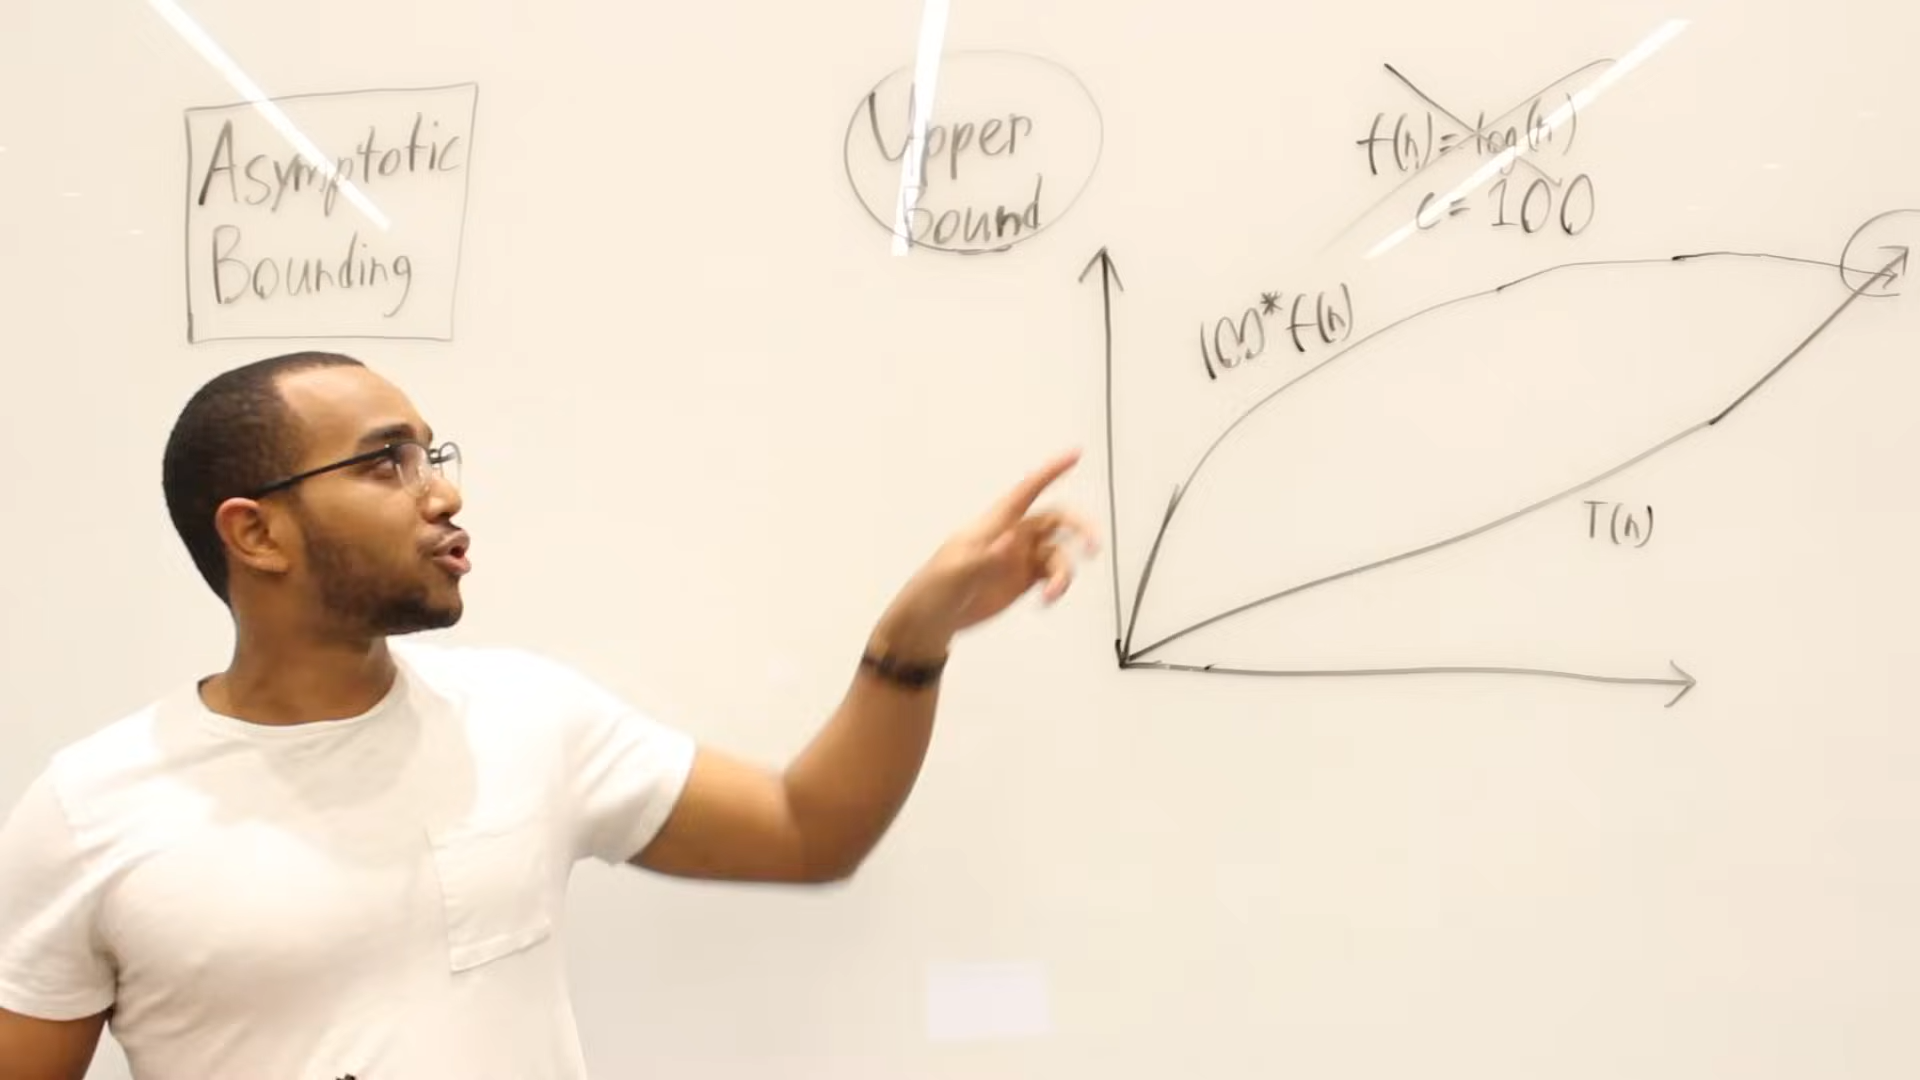 Asymptotic
Bounding
Upper
Bound
f(n)=log(n)
c=100
100*f(n)
T(n)